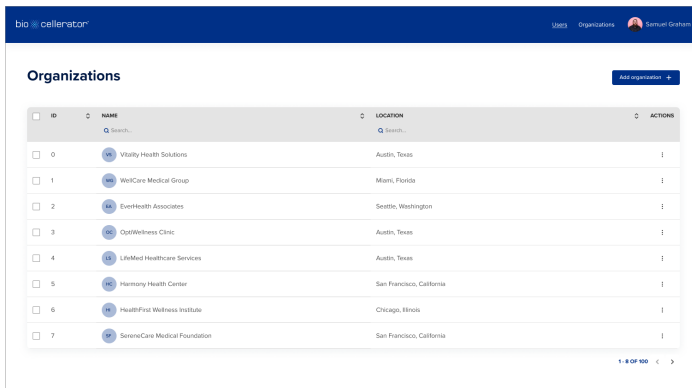 bio cellerator
Users Organizations Samuel Graham
Organizations
Add organization +
ID NAME LOCATION ACTIONS
Search... Search...
0 VS Vitality Health Solutions Austin, Texas
1 WG WellCare Medical Group Miami, Florida
2 EA EverHealth Associates Seattle, Washington
3 OC OptiWellness Clinic Austin, Texas
4 LS LifeMed Healthcare Services Austin, Texas
5 HC Harmony Health Center San Francisco, California
6 HI HealthFirst Wellness Institute Chicago, Illinois
7 SF SereneCare Medical Foundation San Francisco, California
1 - 8 OF 100